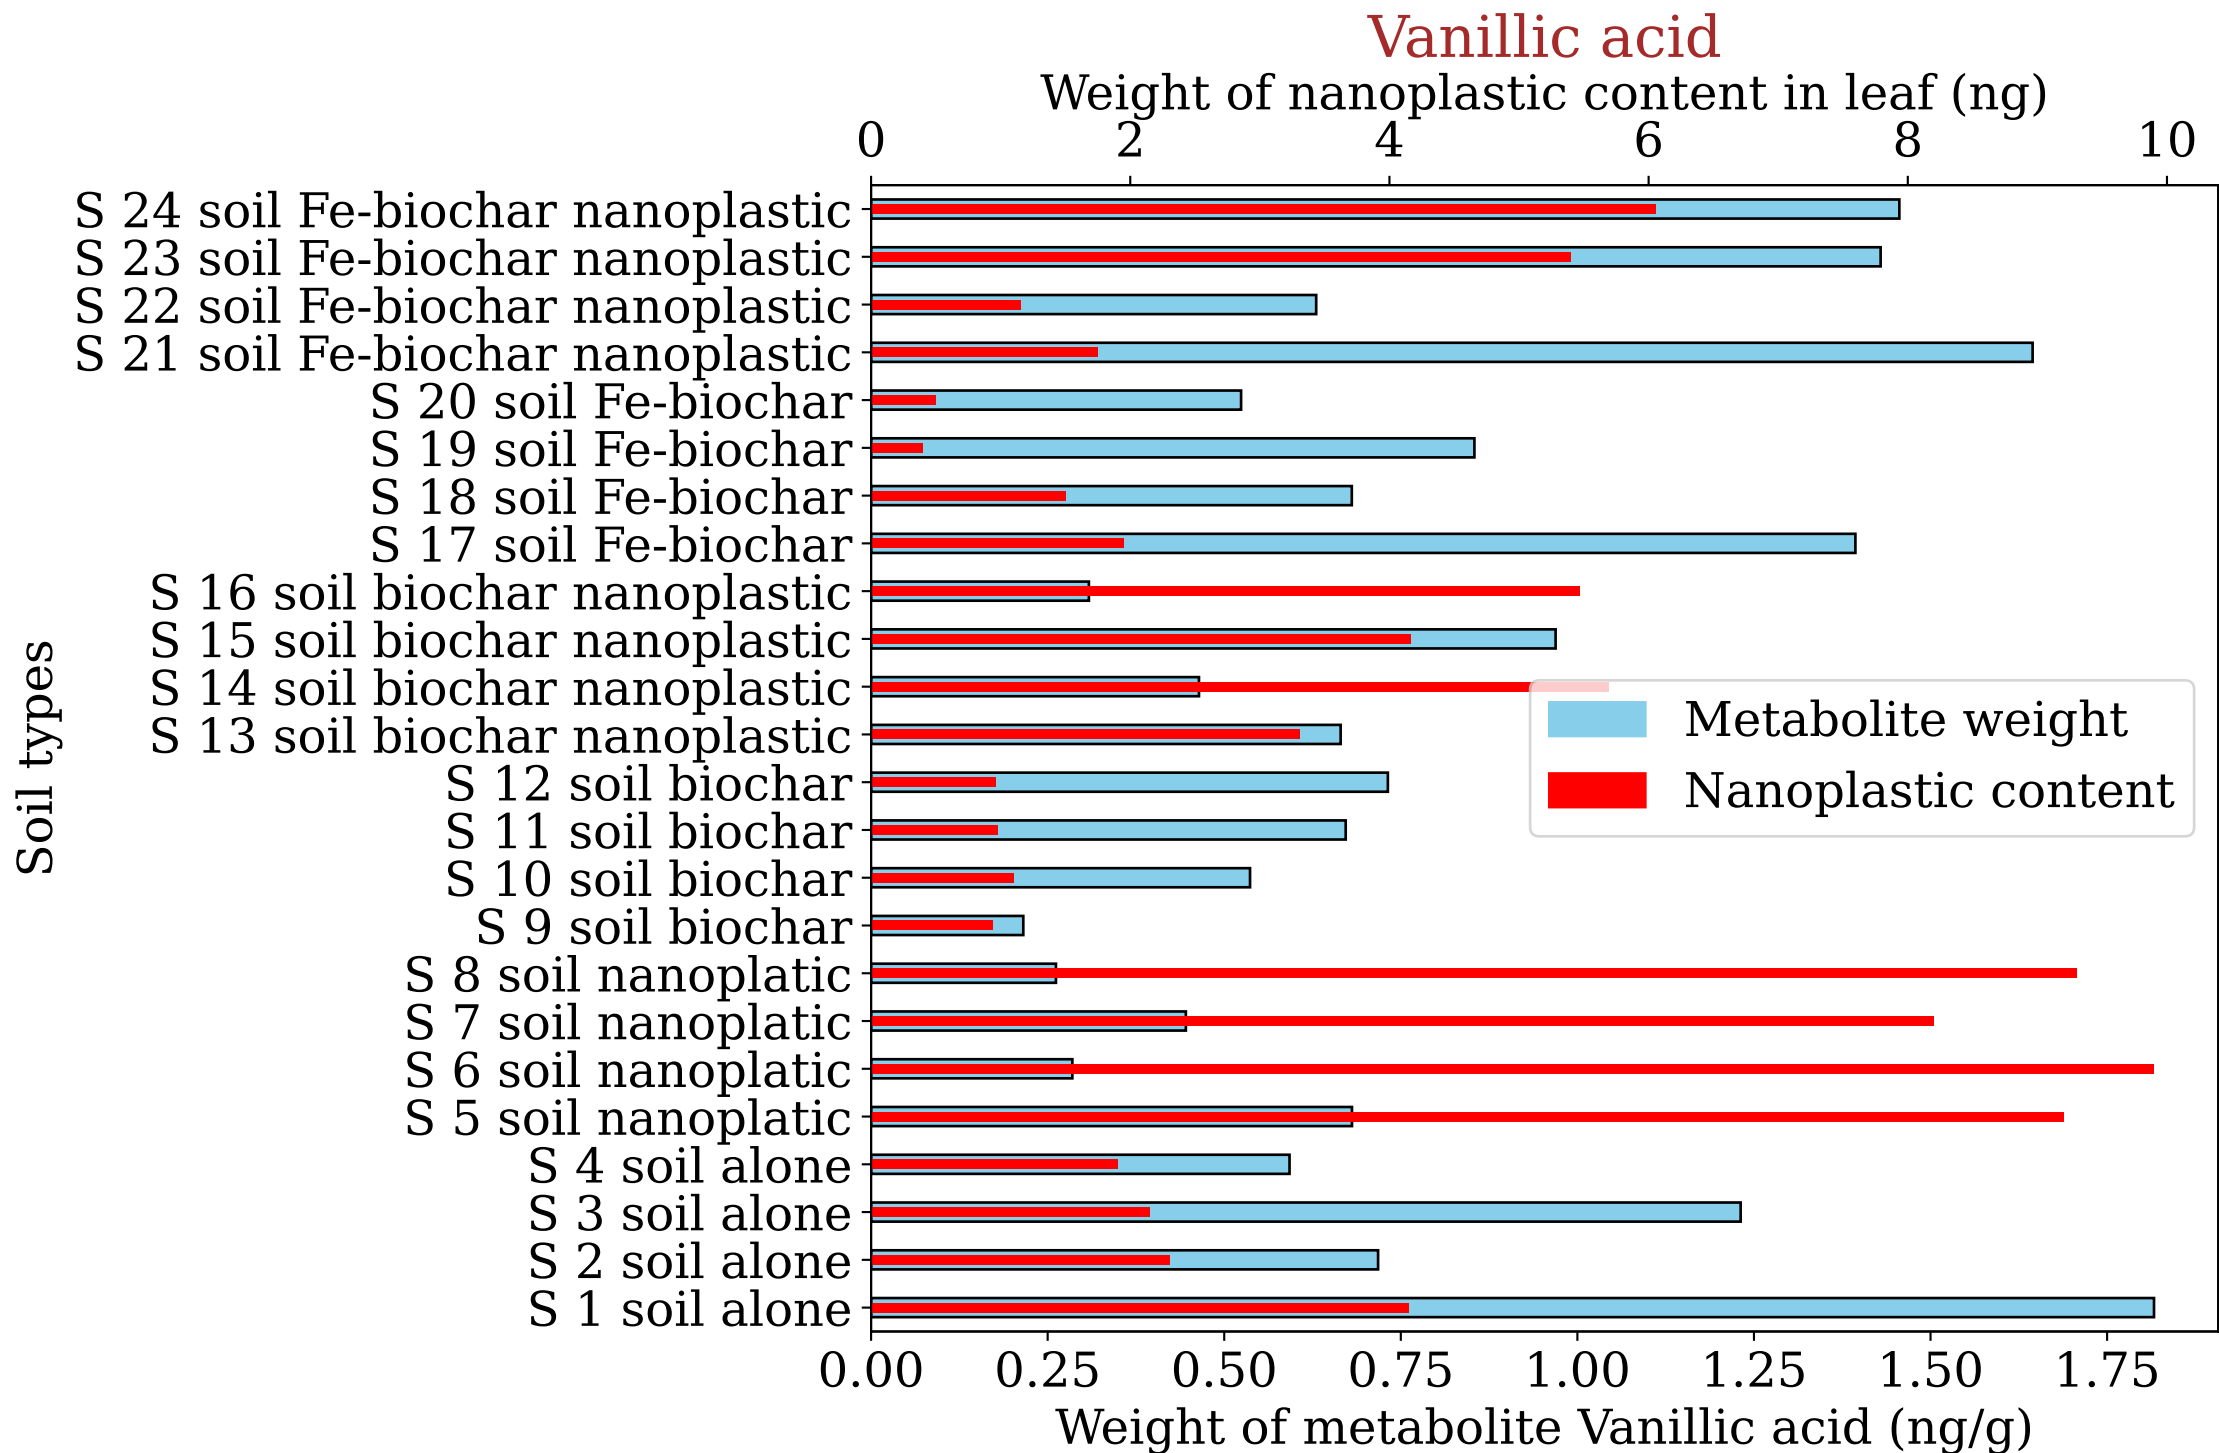 Vanillic acid
Weight of nanoplastic content in leaf (ng)
0 2 4 6 8 10
S 24 soil Fe-biochar nanoplastic
S 23 soil Fe-biochar nanoplastic
S 22 soil Fe-biochar nanoplastic
S 21 soil Fe-biochar nanoplastic
S 20 soil Fe-biochar
S 19 soil Fe-biochar
S 18 soil Fe-biochar
S 17 soil Fe-biochar
S 16 soil biochar nanoplastic
S 15 soil biochar nanoplastic
S 14 soil biochar nanoplastic
S 13 soil biochar nanoplastic
S 12 soil biochar
S 11 soil biochar
S 10 soil biochar
S 9 soil biochar
S 8 soil nanoplatic
S 7 soil nanoplatic
S 6 soil nanoplatic
S 5 soil nanoplatic
S 4 soil alone
S 3 soil alone
S 2 soil alone
S 1 soil alone
Soil types
Metabolite weight
Nanoplastic content
0.00 0.25 0.50 0.75 1.00 1.25 1.50 1.75
Weight of metabolite Vanillic acid (ng/g)